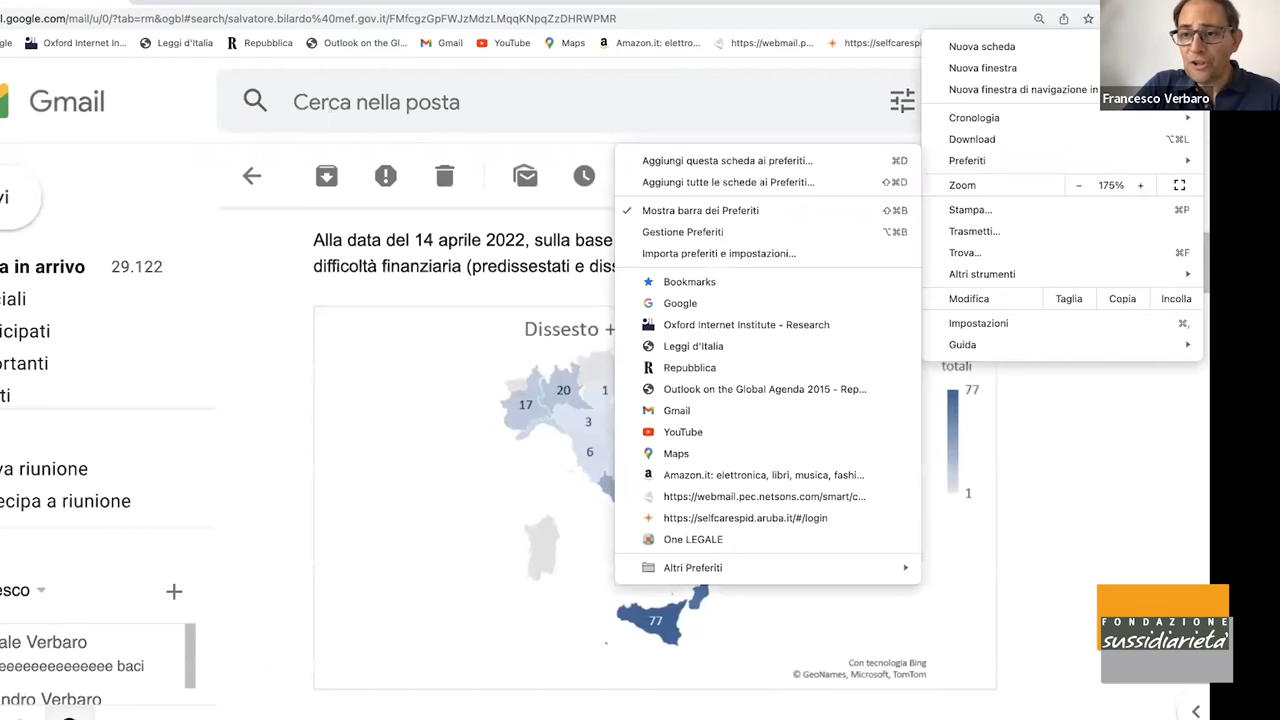 l.google.com/mail/u/0/?tab=rm&ogbl#search/salvatore.bilardo%40mef.gov.it/FMfcgzGpFWJzMdzLMqqKNpqZzDHRWPMR
gle
Oxford Internet In...
Leggi d'Italia
Repubblica
Outlook on the Gl...
Gmail
YouTube
Maps
Amazon.it: elettro...
https://webmail.p...
https://selfcarespi
Gmail
Cerca nella posta
vi
a in arrivo 29.122
ciali
icipati
ortanti
ti
va riunione
ecipa a riunione
esco
ale Verbaro
eeeeeeeeeeeeee baci
ndro Verbaro
Alla data del 14 aprile 2022, sulla base
difficoltà finanziaria (predissestati e diss
Dissesto +
17
20
1
3
6
77
totali
77
1
Con tecnologia Bing
© GeoNames, Microsoft, TomTom
Aggiungi questa scheda ai preferiti... ⌘D
Aggiungi tutte le schede ai Preferiti... ⇧⌘D
✓ Mostra barra dei Preferiti ⇧⌘B
Gestione Preferiti ⌥⌘B
Importa preferiti e impostazioni...
Bookmarks
Google
Oxford Internet Institute - Research
Leggi d'Italia
Repubblica
Outlook on the Global Agenda 2015 - Rep...
Gmail
YouTube
Maps
Amazon.it: elettronica, libri, musica, fashi...
https://webmail.pec.netsons.com/smart/c...
https://selfcarespid.aruba.it/#/login
One LEGALE
Altri Preferiti
Nuova scheda
Nuova finestra
Nuova finestra di navigazione in
Cronologia
Download ⌥⌘L
Preferiti
Zoom − 175% +
Stampa... ⌘P
Trasmetti...
Trova... ⌘F
Altri strumenti
Modifica Taglia Copia Incolla
Impostazioni ⌘,
Guida
Francesco Verbaro
FONDAZIONE
sussidiarietà